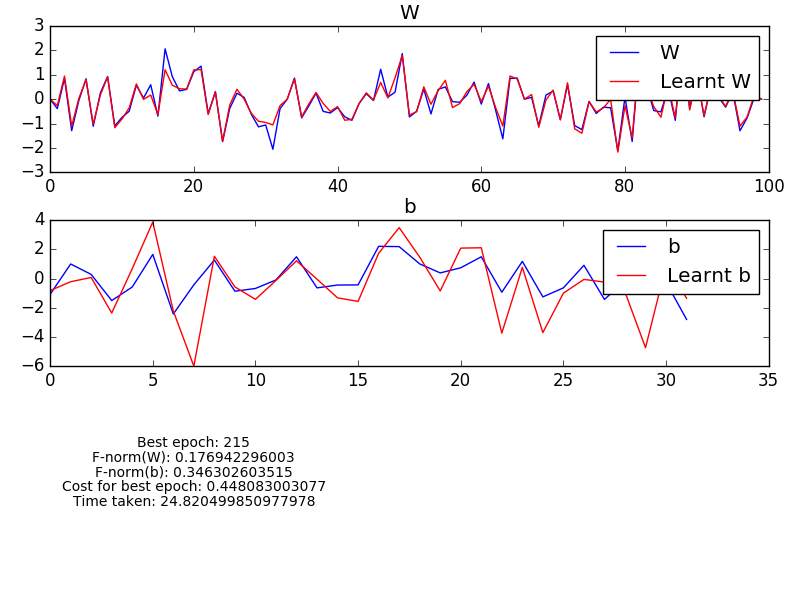 W
3
2
1
0
−1
−2
−3
0 20 40 60 80 100
W
Learnt W
b
4
2
0
−2
−4
−6
0 5 10 15 20 25 30 35
b
Learnt b
Best epoch: 215
F-norm(W): 0.176942296003
F-norm(b): 0.346302603515
Cost for best epoch: 0.448083003077
Time taken: 24.820499850977978